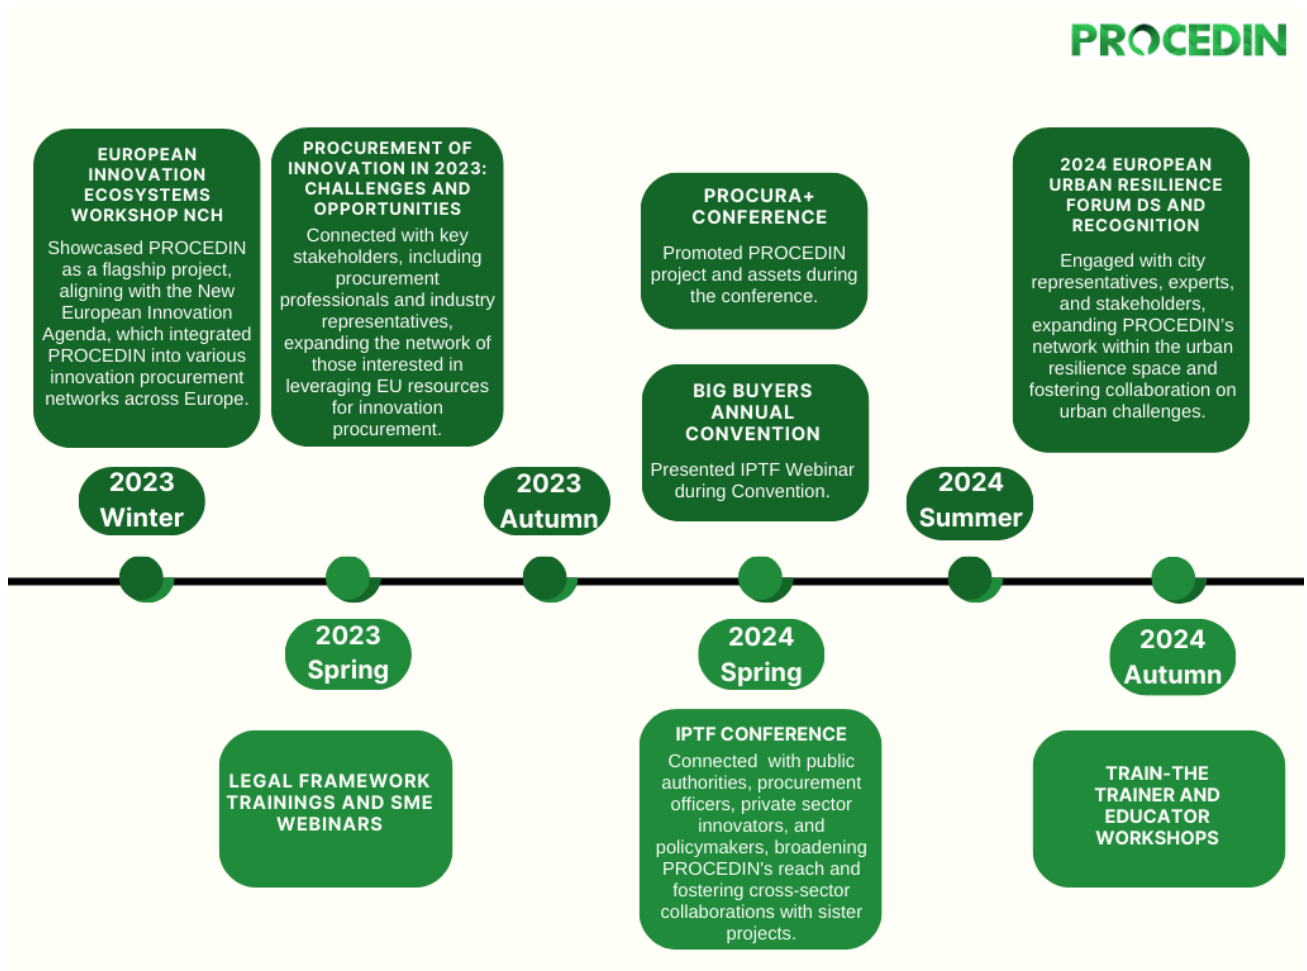 PROCEDIN
EUROPEAN
INNOVATION
ECOSYSTEMS
WORKSHOP NCH
Showcased PROCEDIN
as a flagship project,
aligning with the New
European Innovation
Agenda, which integrated
PROCEDIN into various
innovation procurement
networks across Europe.
PROCUREMENT OF
INNOVATION IN 2023:
CHALLENGES AND
OPPORTUNITIES
Connected with key
stakeholders, including
procurement
professionals and industry
representatives,
expanding the network of
those interested in
leveraging EU resources
for innovation
procurement.
PROCURA+
CONFERENCE
Promoted PROCEDIN
project and assets during
the conference.
BIG BUYERS
ANNUAL
CONVENTION
Presented IPTF Webinar
during Convention.
2024 EUROPEAN
URBAN RESILIENCE
FORUM DS AND
RECOGNITION
Engaged with city
representatives, experts,
and stakeholders,
expanding PROCEDIN’s
network within the urban
resilience space and
fostering collaboration on
urban challenges.
2023
Winter
2023
Autumn
2024
Summer
2023
Spring
2024
Spring
2024
Autumn
LEGAL FRAMEWORK
TRAININGS AND SME
WEBINARS
IPTF CONFERENCE
Connected with public
authorities, procurement
officers, private sector
innovators, and
policymakers, broadening
PROCEDIN's reach and
fostering cross-sector
collaborations with sister
projects.
TRAIN-THE
TRAINER AND
EDUCATOR
WORKSHOPS